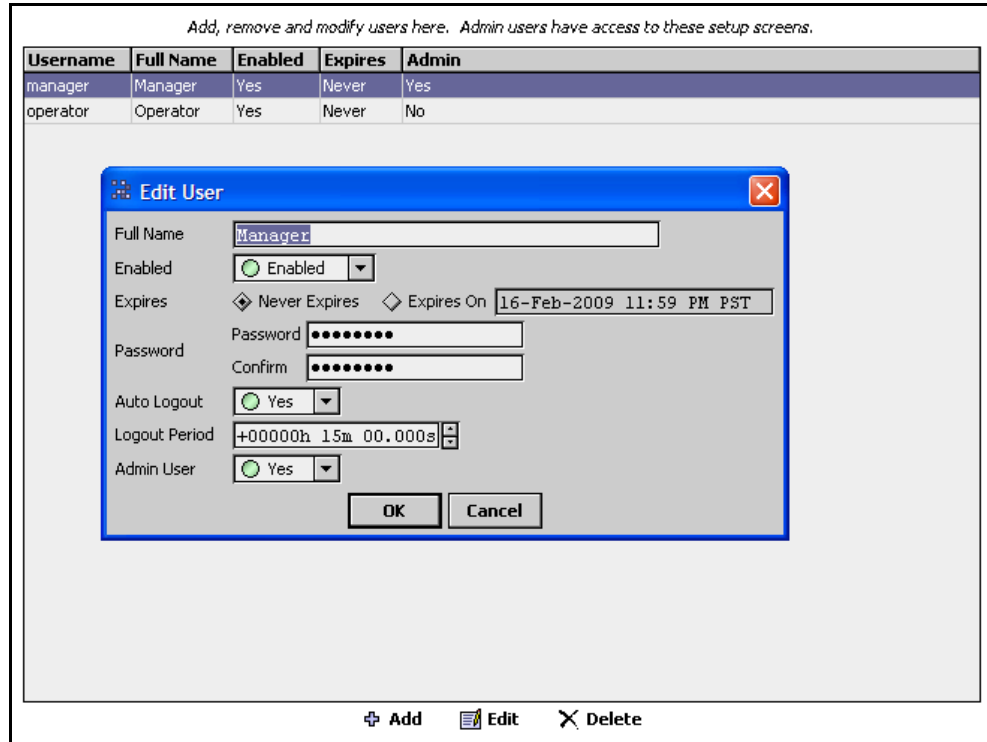 Add, remove and modify users here. Admin users have access to these setup screens.
Username Full Name Enabled Expires Admin
manager Manager Yes Never Yes
operator Operator Yes Never No
Edit User
Full Name Manager
Enabled Enabled
Expires Never Expires Expires On 16-Feb-2009 11:59 PM PST
Password Password ●●●●●●●●
Confirm ●●●●●●●●
Auto Logout Yes
Logout Period +00000h 15m 00.000s
Admin User Yes
OK Cancel
Add Edit Delete